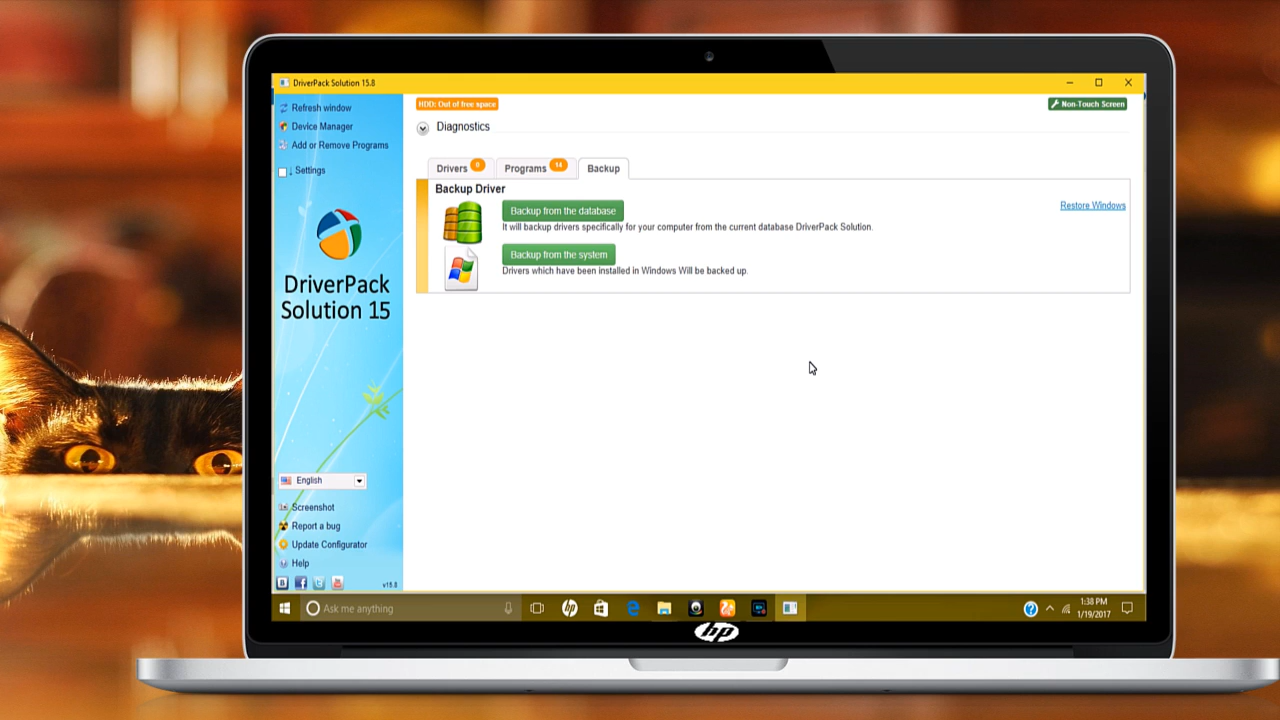 DriverPack Solution 15.8
Refresh window
Device Manager
Add or Remove Programs
Settings
DriverPack
Solution 15
English
Screenshot
Report a bug
Update Configurator
Help
v15.8
HDD: Out of free space
Non-Touch Screen
Diagnostics
Drivers 0
Programs 14
Backup
Backup Driver
Backup from the database
It will backup drivers specifically for your computer from the current database DriverPack Solution.
Restore Windows
Backup from the system
Drivers which have been installed in Windows Will be backed up.
Ask me anything
1:38 PM
1/19/2017
hp